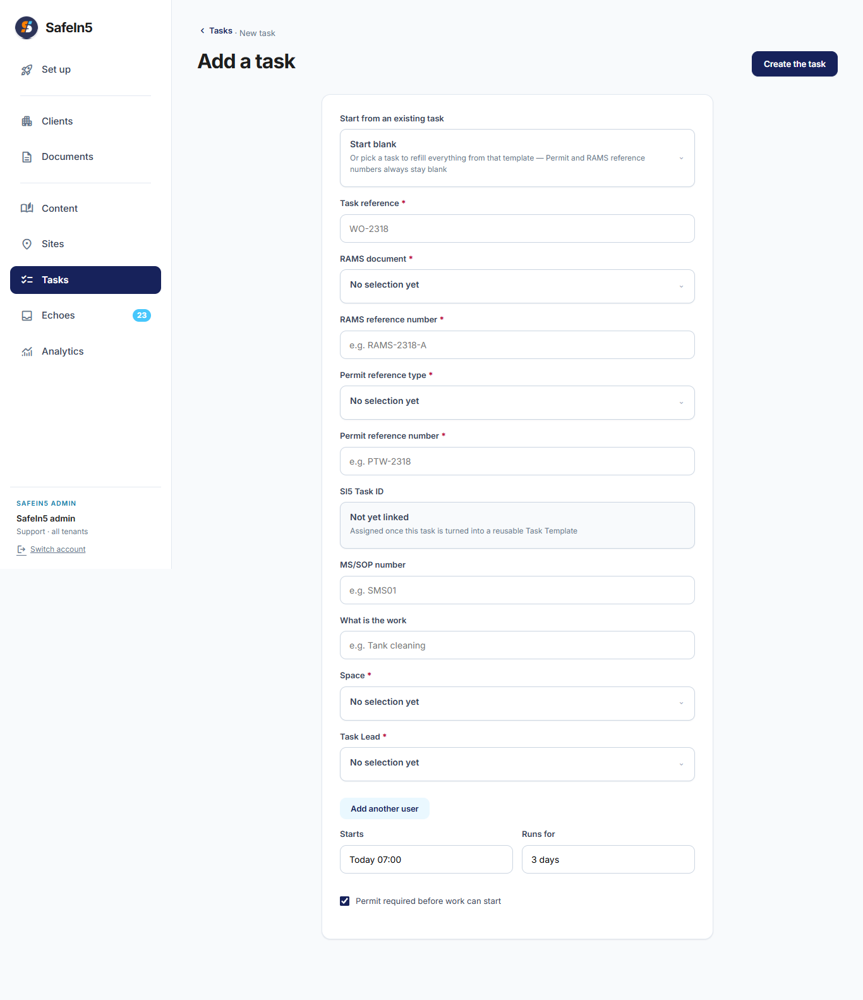 SafeIn5
Set up
Clients
Documents
Content
Sites
Tasks
Echoes 23
Analytics
SAFEIN5 ADMIN
SafeIn5 admin
Support · all tenants
Switch account
Tasks · New task
Add a task
Create the task
Start from an existing task
Start blank
Or pick a task to refill everything from that template — Permit and RAMS reference
numbers always stay blank
Task reference *
WO-2318
RAMS document *
No selection yet
RAMS reference number *
e.g. RAMS-2318-A
Permit reference type *
No selection yet
Permit reference number *
e.g. PTW-2318
SI5 Task ID
Not yet linked
Assigned once this task is turned into a reusable Task Template
MS/SOP number
e.g. SMS01
What is the work
e.g. Tank cleaning
Space *
No selection yet
Task Lead *
No selection yet
Add another user
Starts Runs for
Today 07:00 3 days
Permit required before work can start